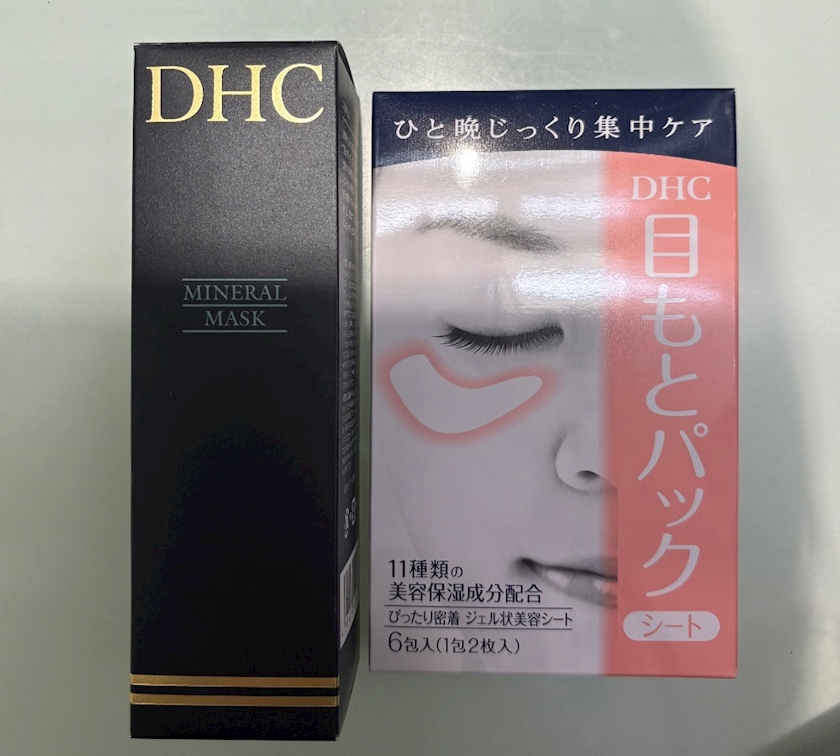 DHC
MINERAL
MASK
ひと晩じっくり集中ケア
DHC
目もとパック
シート
11種類の
美容保湿成分配合
ぴったり密着 ジェル状美容シート
6包入(1包2枚入)